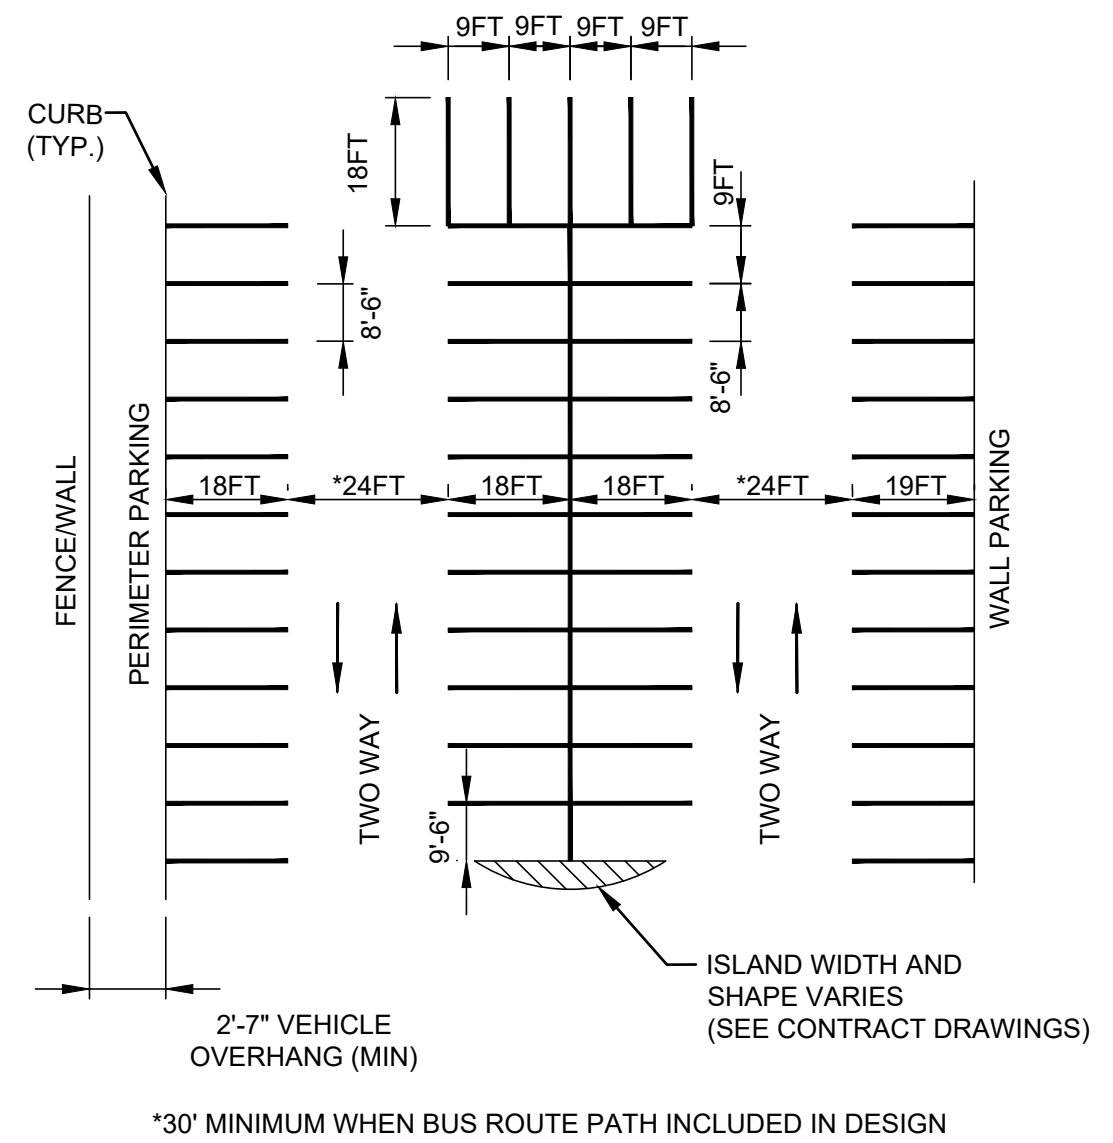 9FT 9FT 9FT 9FT
CURB
(TYP.)
18FT
9FT
8'-6"
8'-6"
FENCE/WALL
PERIMETER PARKING
18FT *24FT 18FT 18FT *24FT 19FT
WALL PARKING
TWO WAY
TWO WAY
9'-6"
ISLAND WIDTH AND
SHAPE VARIES
(SEE CONTRACT DRAWINGS)
2'-7" VEHICLE
OVERHANG (MIN)
*30' MINIMUM WHEN BUS ROUTE PATH INCLUDED IN DESIGN